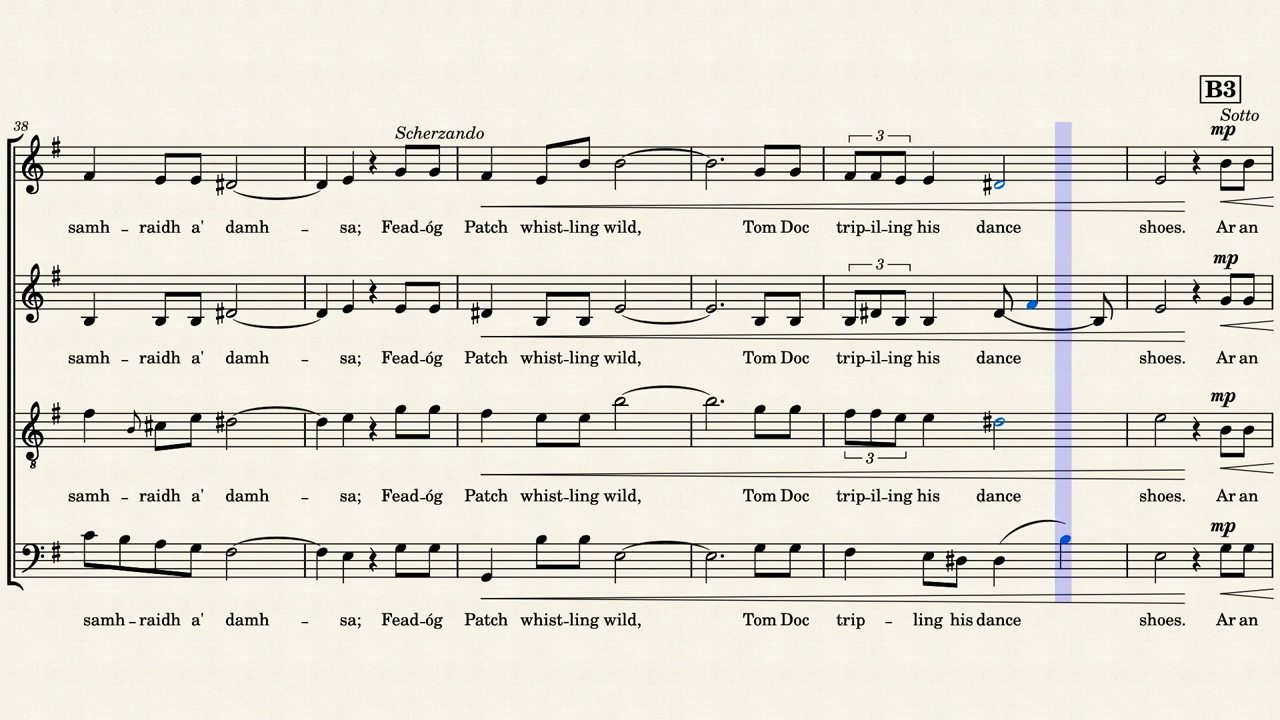 B3
38
Scherzando
Sotto
mp
3
samh - raidh a' damh - sa; Fead-óg Patch whist-ling wild, Tom Doc trip-il-ing his dance shoes. Ar an
mp
3
samh - raidh a' damh - sa; Fead-óg Patch whist-ling wild, Tom Doc trip-il-ing his dance shoes. Ar an
mp
8
3
samh - raidh a' damh - sa; Fead-óg Patch whist-ling wild, Tom Doc trip-il-ing his dance shoes. Ar an
mp
samh - raidh a' damh - sa; Fead-óg Patch whist-ling wild, Tom Doc trip - ling his dance shoes. Ar an